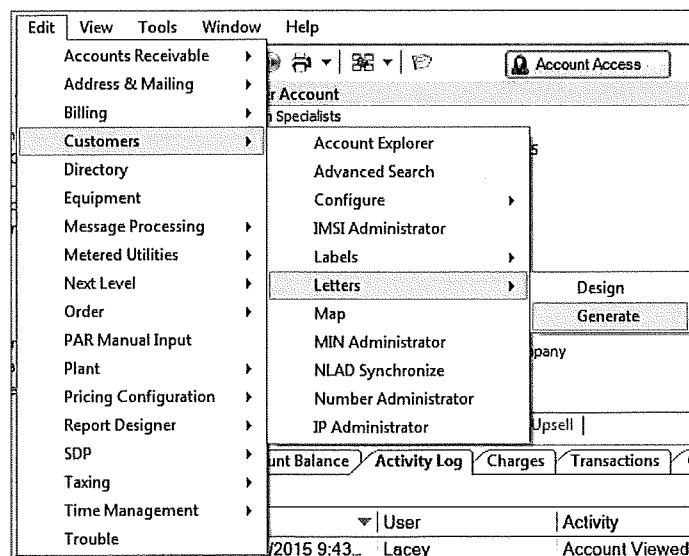 Edit View Tools Window Help
Accounts Receivable
Address & Mailing
Billing
Customers
Directory
Equipment
Message Processing
Metered Utilities
Next Level
Order
PAR Manual Input
Plant
Pricing Configuration
Report Designer
SDP
Taxing
Time Management
Trouble
Account Access
r Account
n Specialists
Account Explorer
Advanced Search
Configure
IMSI Administrator
Labels
Letters
Map
MIN Administrator
NLAD Synchronize
Number Administrator
IP Administrator
5
Design
Generate
pany
Upsell
unt Balance Activity Log Charges Transactions
User Activity
/2015 9:43... Lacey Account Viewed